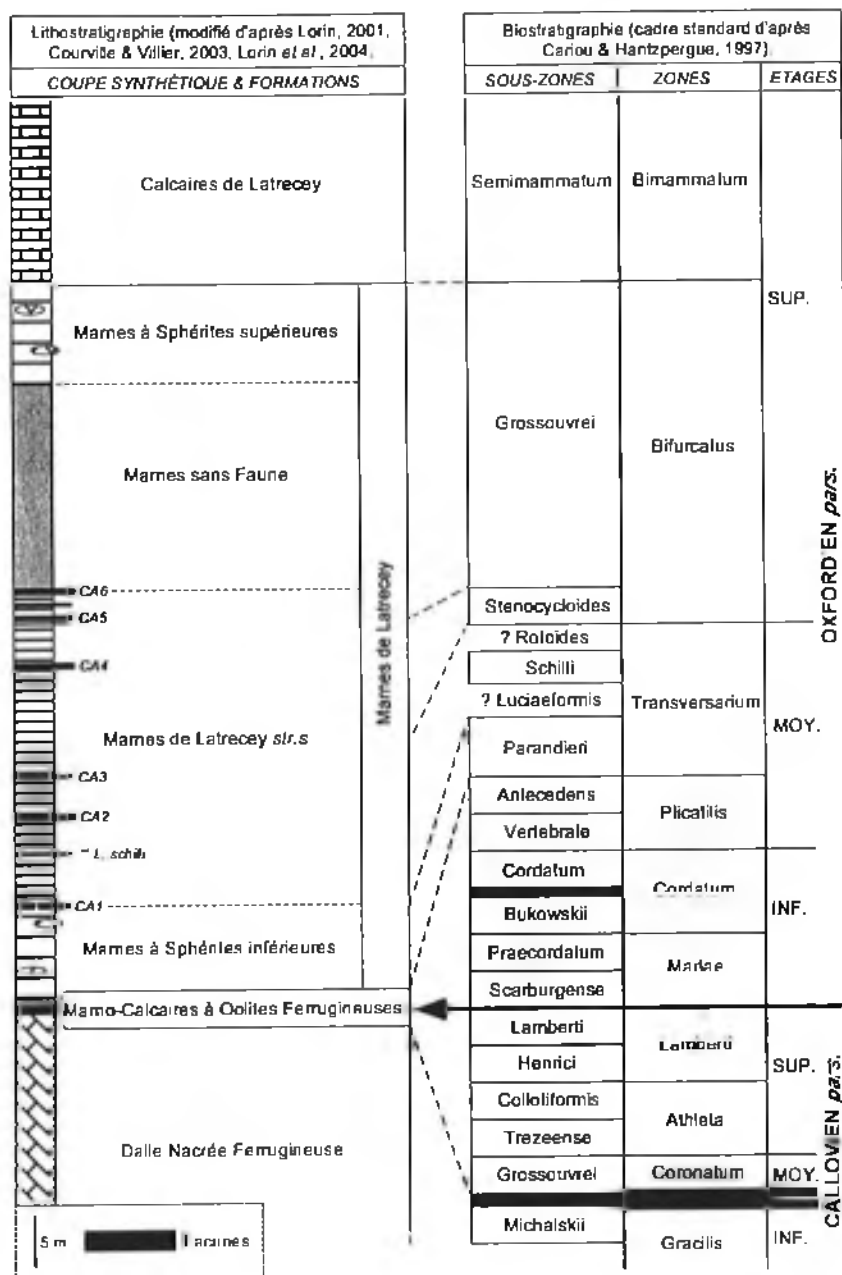 Lithostratigraphie (modifié d'après Lorin, 2001,
Courville & Villier, 2003, Lorin et al., 2004,
COUPE SYNTHÉTIQUE & FORMATIONS
Calcaires de Latrecey
Marnes à Sphérites supérieures
Marnes sans Faune
CA6
CA5
CA4
Marnes de Latrecey str.s
CA3
CA2
L. schilli
CA1
Marnes à Sphérites inférieures
Marno-Calcaires à Oolites Ferrugineuses
Dalle Nacrée Ferrugineuse
Marnes de Latrecey
5 m
Lacunes
Biostratigraphie (cadre standard d'après
Cariou & Hantzpergue, 1997)
SOUS-ZONES
ZONES
ETAGES
Semimammatum
Grossouvrei
Stenocycloides
? Rotoides
Schilli
? Luciaeformis
Parandieri
Antecedens
Vertebrale
Cordatum
Bukowskii
Praecordatum
Scarburgense
Lamberti
Henrici
Collotiformis
Trezeense
Grossouvrei
Michalskii
Bimammatum
Bifurcatus
Transversarium
Plicatilis
Cordatum
Mariae
Lamberti
Athleta
Coronatum
Gracilis
SUP.
MOY.
INF.
SUP.
MOY.
INF.
OXFORDIEN pars.
CALLOVIEN pars.